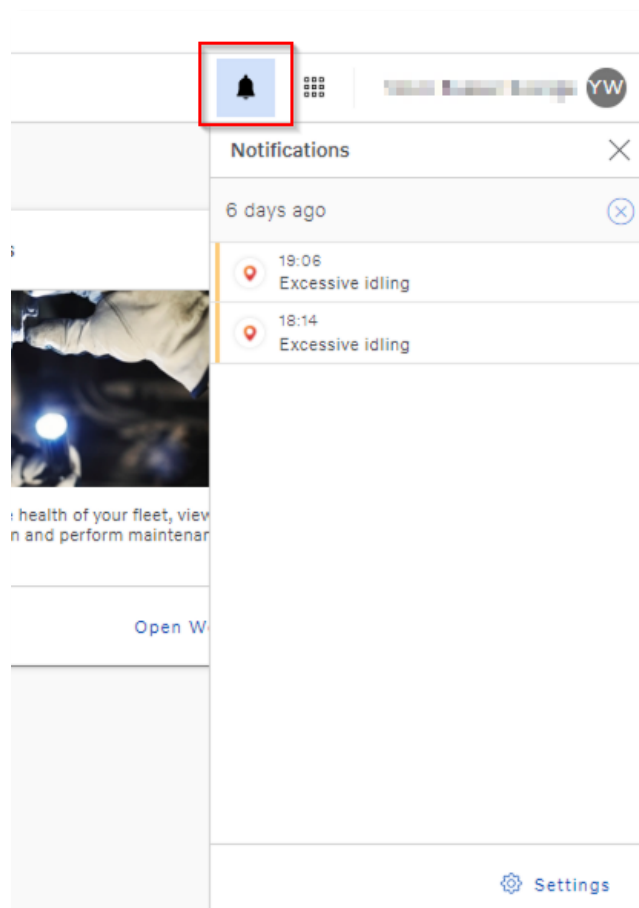 YW
Notifications
6 days ago
19:06
Excessive idling
18:14
Excessive idling
health of your fleet, view
and perform
Open
Settings